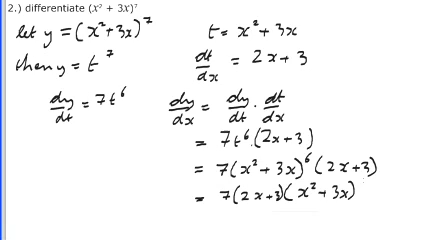 2.) differentiate (x² + 3x)⁷
let y = (x²+3x)⁷
t = x² + 3x
then y = t⁷
dt/dx = 2x+3
dy/dt = 7t⁶
dy/dx = dy/dt · dt/dx
= 7t⁶.(2x+3)
= 7(x² + 3x)⁶(2x+3)
= 7(2x+3)(x²+3x)